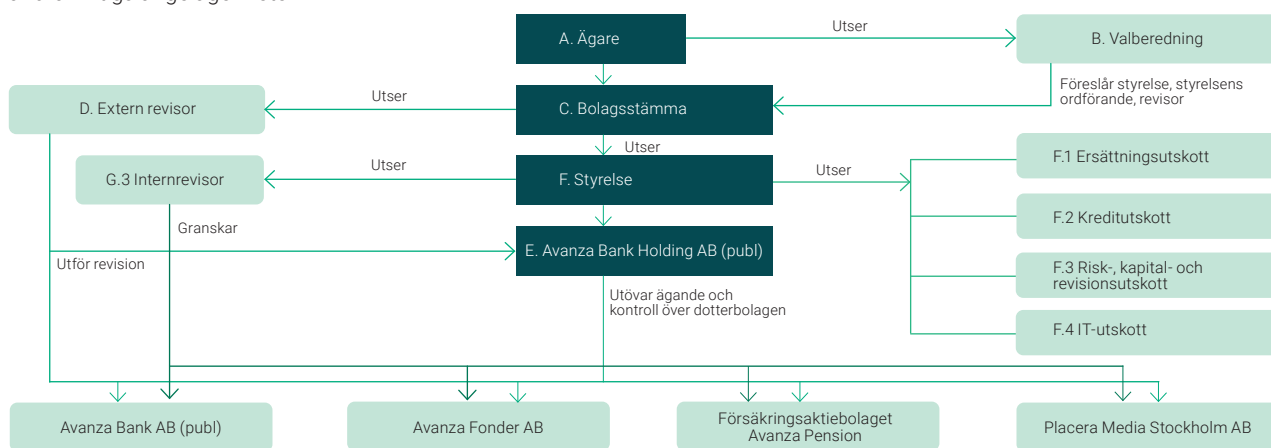 A. Ägare
Utser
B. Valberedning
Föreslår styrelse, styrelsens
ordförande, revisor
D. Extern revisor
Utser
C. Bolagsstämma
Utser
G.3 Internrevisor
Utser
F. Styrelse
Utser
F.1 Ersättningsutskott
F.2 Kreditutskott
F.3 Risk-, kapital- och
revisionsutskott
F.4 IT-utskott
Granskar
E. Avanza Bank Holding AB (publ)
Utför revision
Utövar ägande och
kontroll över dotterbolagen
Avanza Bank AB (publ)
Avanza Fonder AB
Försäkringsaktiebolaget
Avanza Pension
Placera Media Stockholm AB